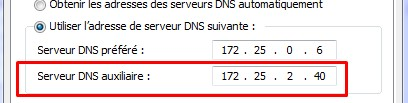 Obtenir les adresses des serveurs DNS automatiquement
Utiliser l'adresse de serveur DNS suivante :
Serveur DNS préféré : 172 . 25 . 0 . 6
Serveur DNS auxiliaire : 172 . 25 . 2 . 40